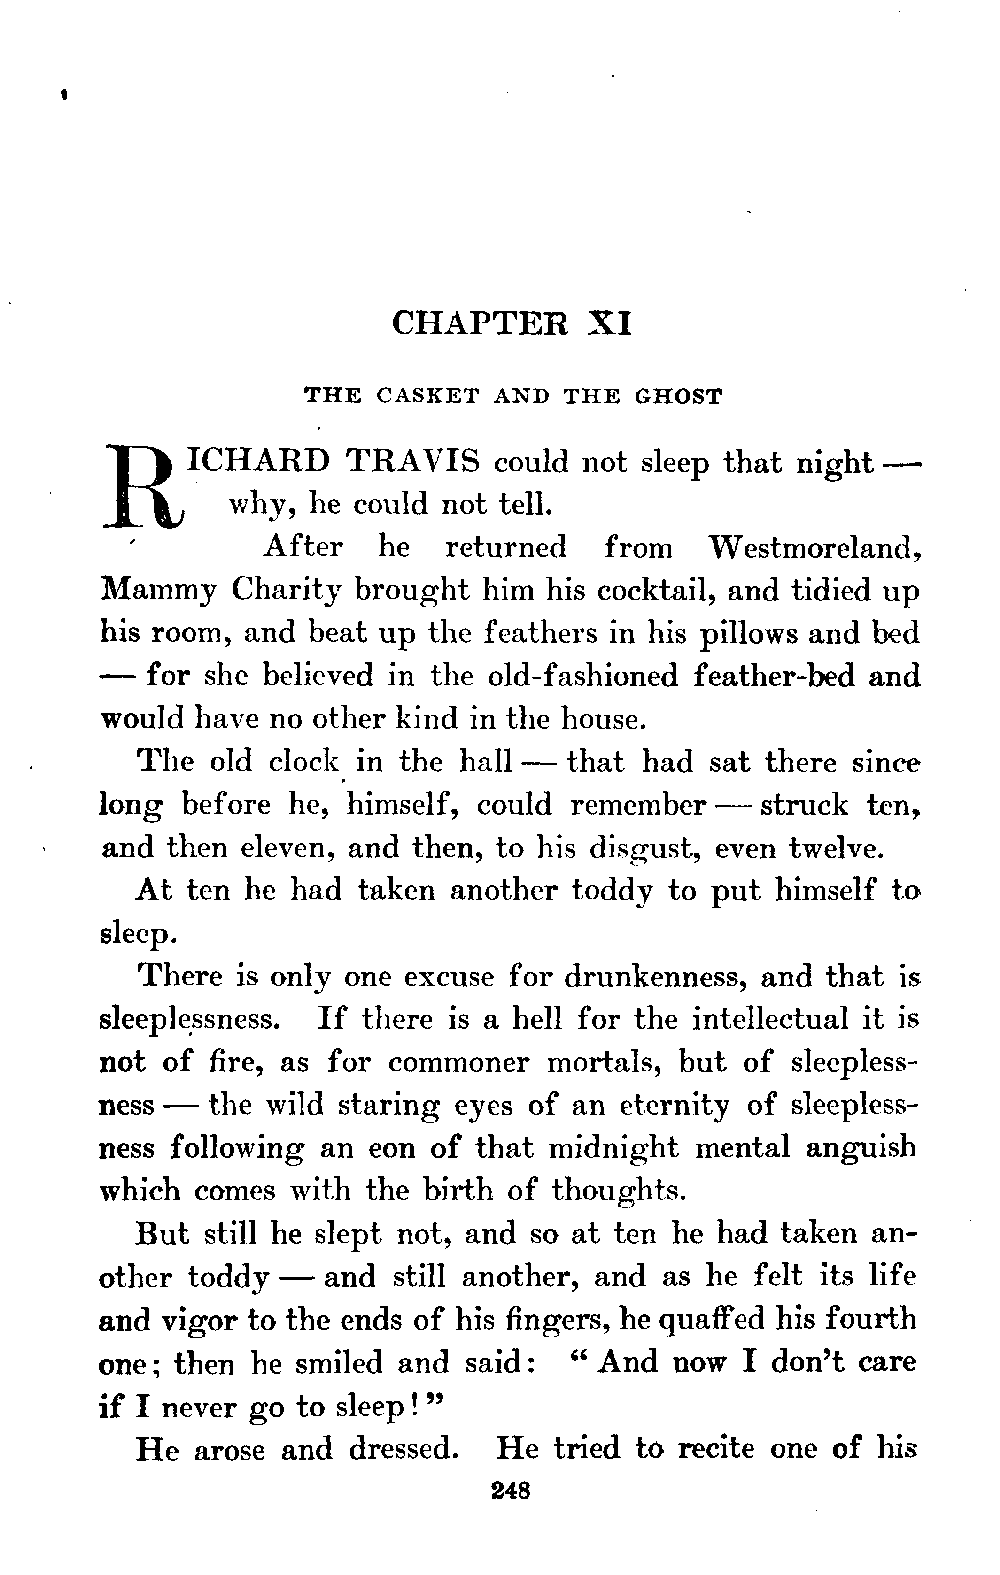 CHAPTER XI
THE CASKET AND THE GHOST
RICHARD TRAVIS could not sleep that night —
why, he could not tell.
After he returned from Westmoreland,
Mammy Charity brought him his cocktail, and tidied up
his room, and beat up the feathers in his pillows and bed
— for she believed in the old-fashioned feather-bed and
would have no other kind in the house.
The old clock in the hall — that had sat there since
long before he, himself, could remember — struck ten,
and then eleven, and then, to his disgust, even twelve.
At ten he had taken another toddy to put himself to
sleep.
There is only one excuse for drunkenness, and that is
sleeplessness. If there is a hell for the intellectual it is
not of fire, as for commoner mortals, but of sleepless-
ness — the wild staring eyes of an eternity of sleepless-
ness following an eon of that midnight mental anguish
which comes with the birth of thoughts.
But still he slept not, and so at ten he had taken an-
other toddy — and still another, and as he felt its life
and vigor to the ends of his fingers, he quaffed his fourth
one; then he smiled and said: “ And now I don't care
if I never go to sleep! ”
He arose and dressed. He tried to recite one of his
248